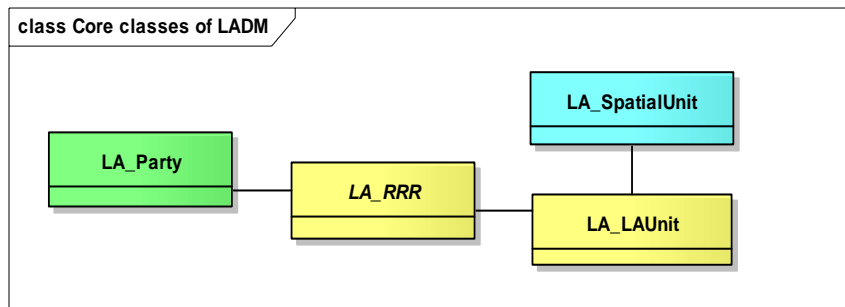 class Core classes of LADM
LA_SpatialUnit
LA_Party
LA_RRR
LA_LAUnit